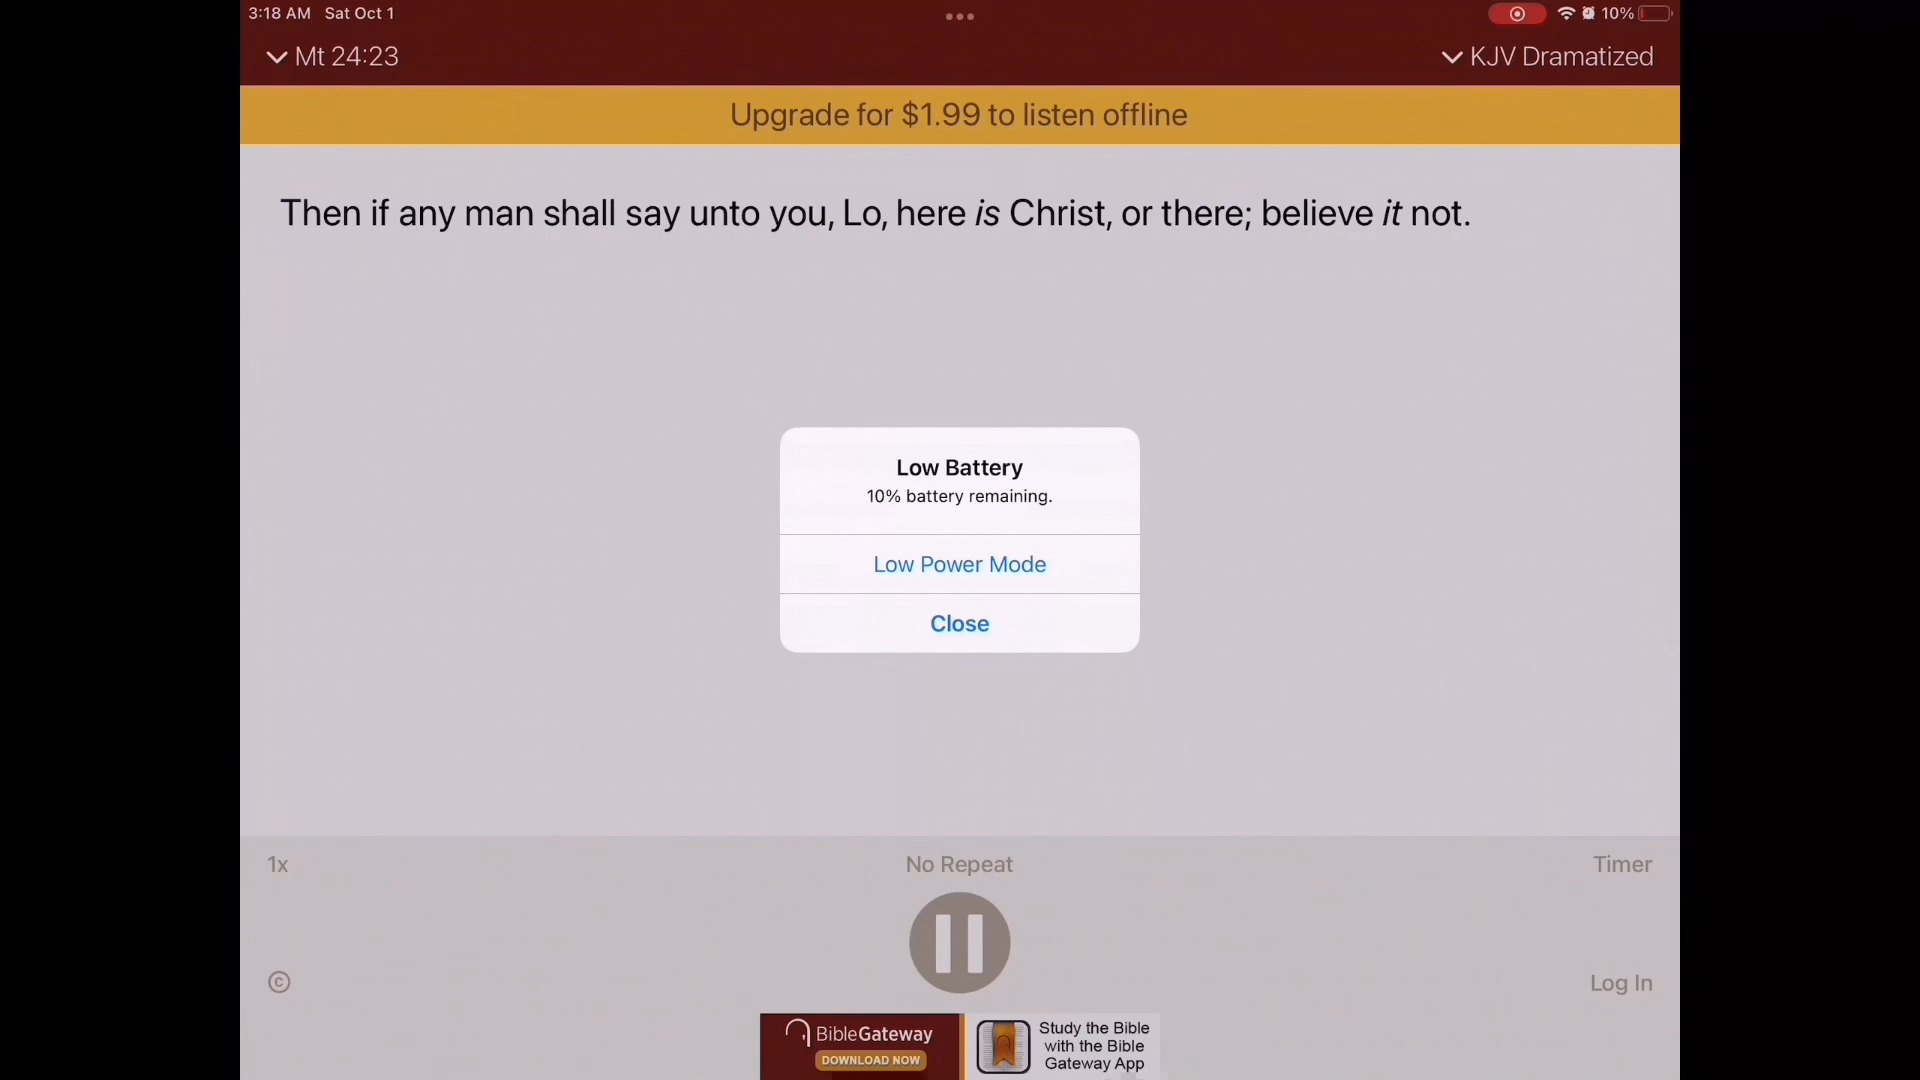 3:18 AM Sat Oct 1
10%
Mt 24:23
KJV Dramatized
Upgrade for $1.99 to listen offline
Then if any man shall say unto you, Lo, here is Christ, or there; believe it not.
Low Battery
10% battery remaining.
Low Power Mode
Close
1x
No Repeat
Timer
©
Log In
BibleGateway
DOWNLOAD NOW
Study the Bible
with the Bible
Gateway App